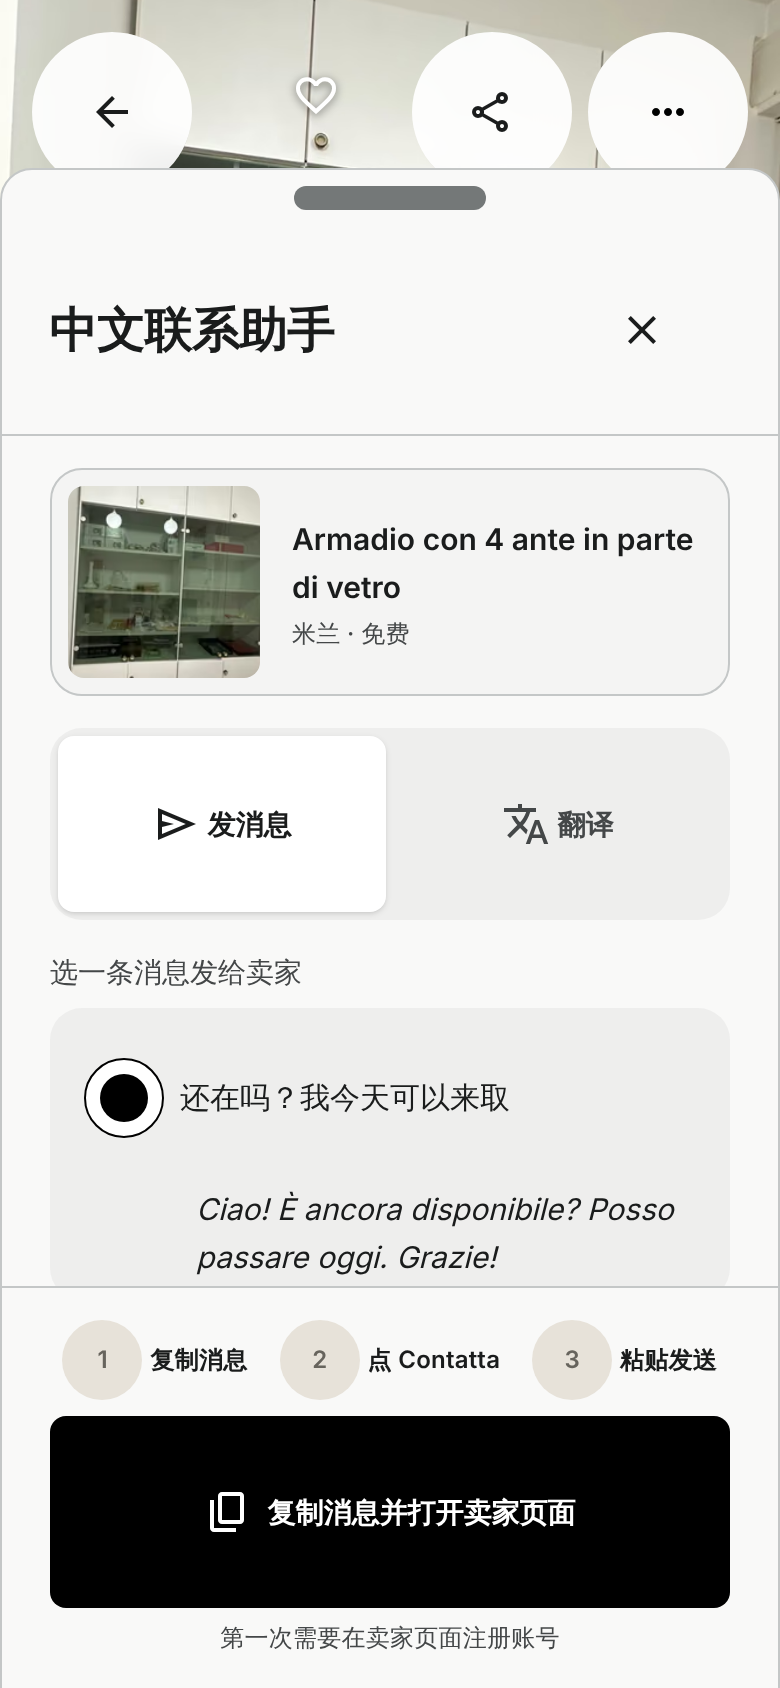 中文联系助手
Armadio con 4 ante in parte
di vetro
米兰 · 免费
发消息
翻译
选一条消息发给卖家
还在吗？我今天可以来取
Ciao! È ancora disponibile? Posso
passare oggi. Grazie!
1 复制消息 2 点 Contatta 3 粘贴发送
复制消息并打开卖家页面
第一次需要在卖家页面注册账号